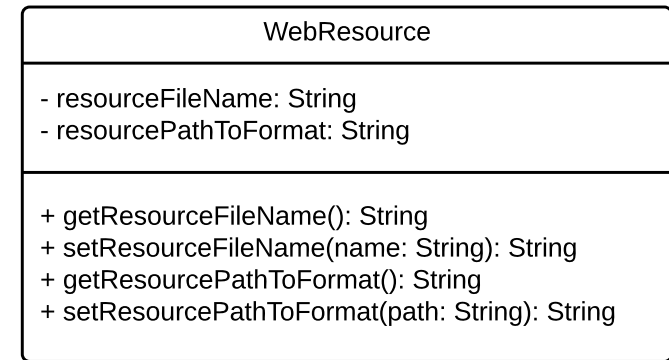 WebResource
- resourceFileName: String
- resourcePathToFormat: String
+ getResourceFileName(): String
+ setResourceFileName(name: String): String
+ getResourcePathToFormat(): String
+ setResourcePathToFormat(path: String): String